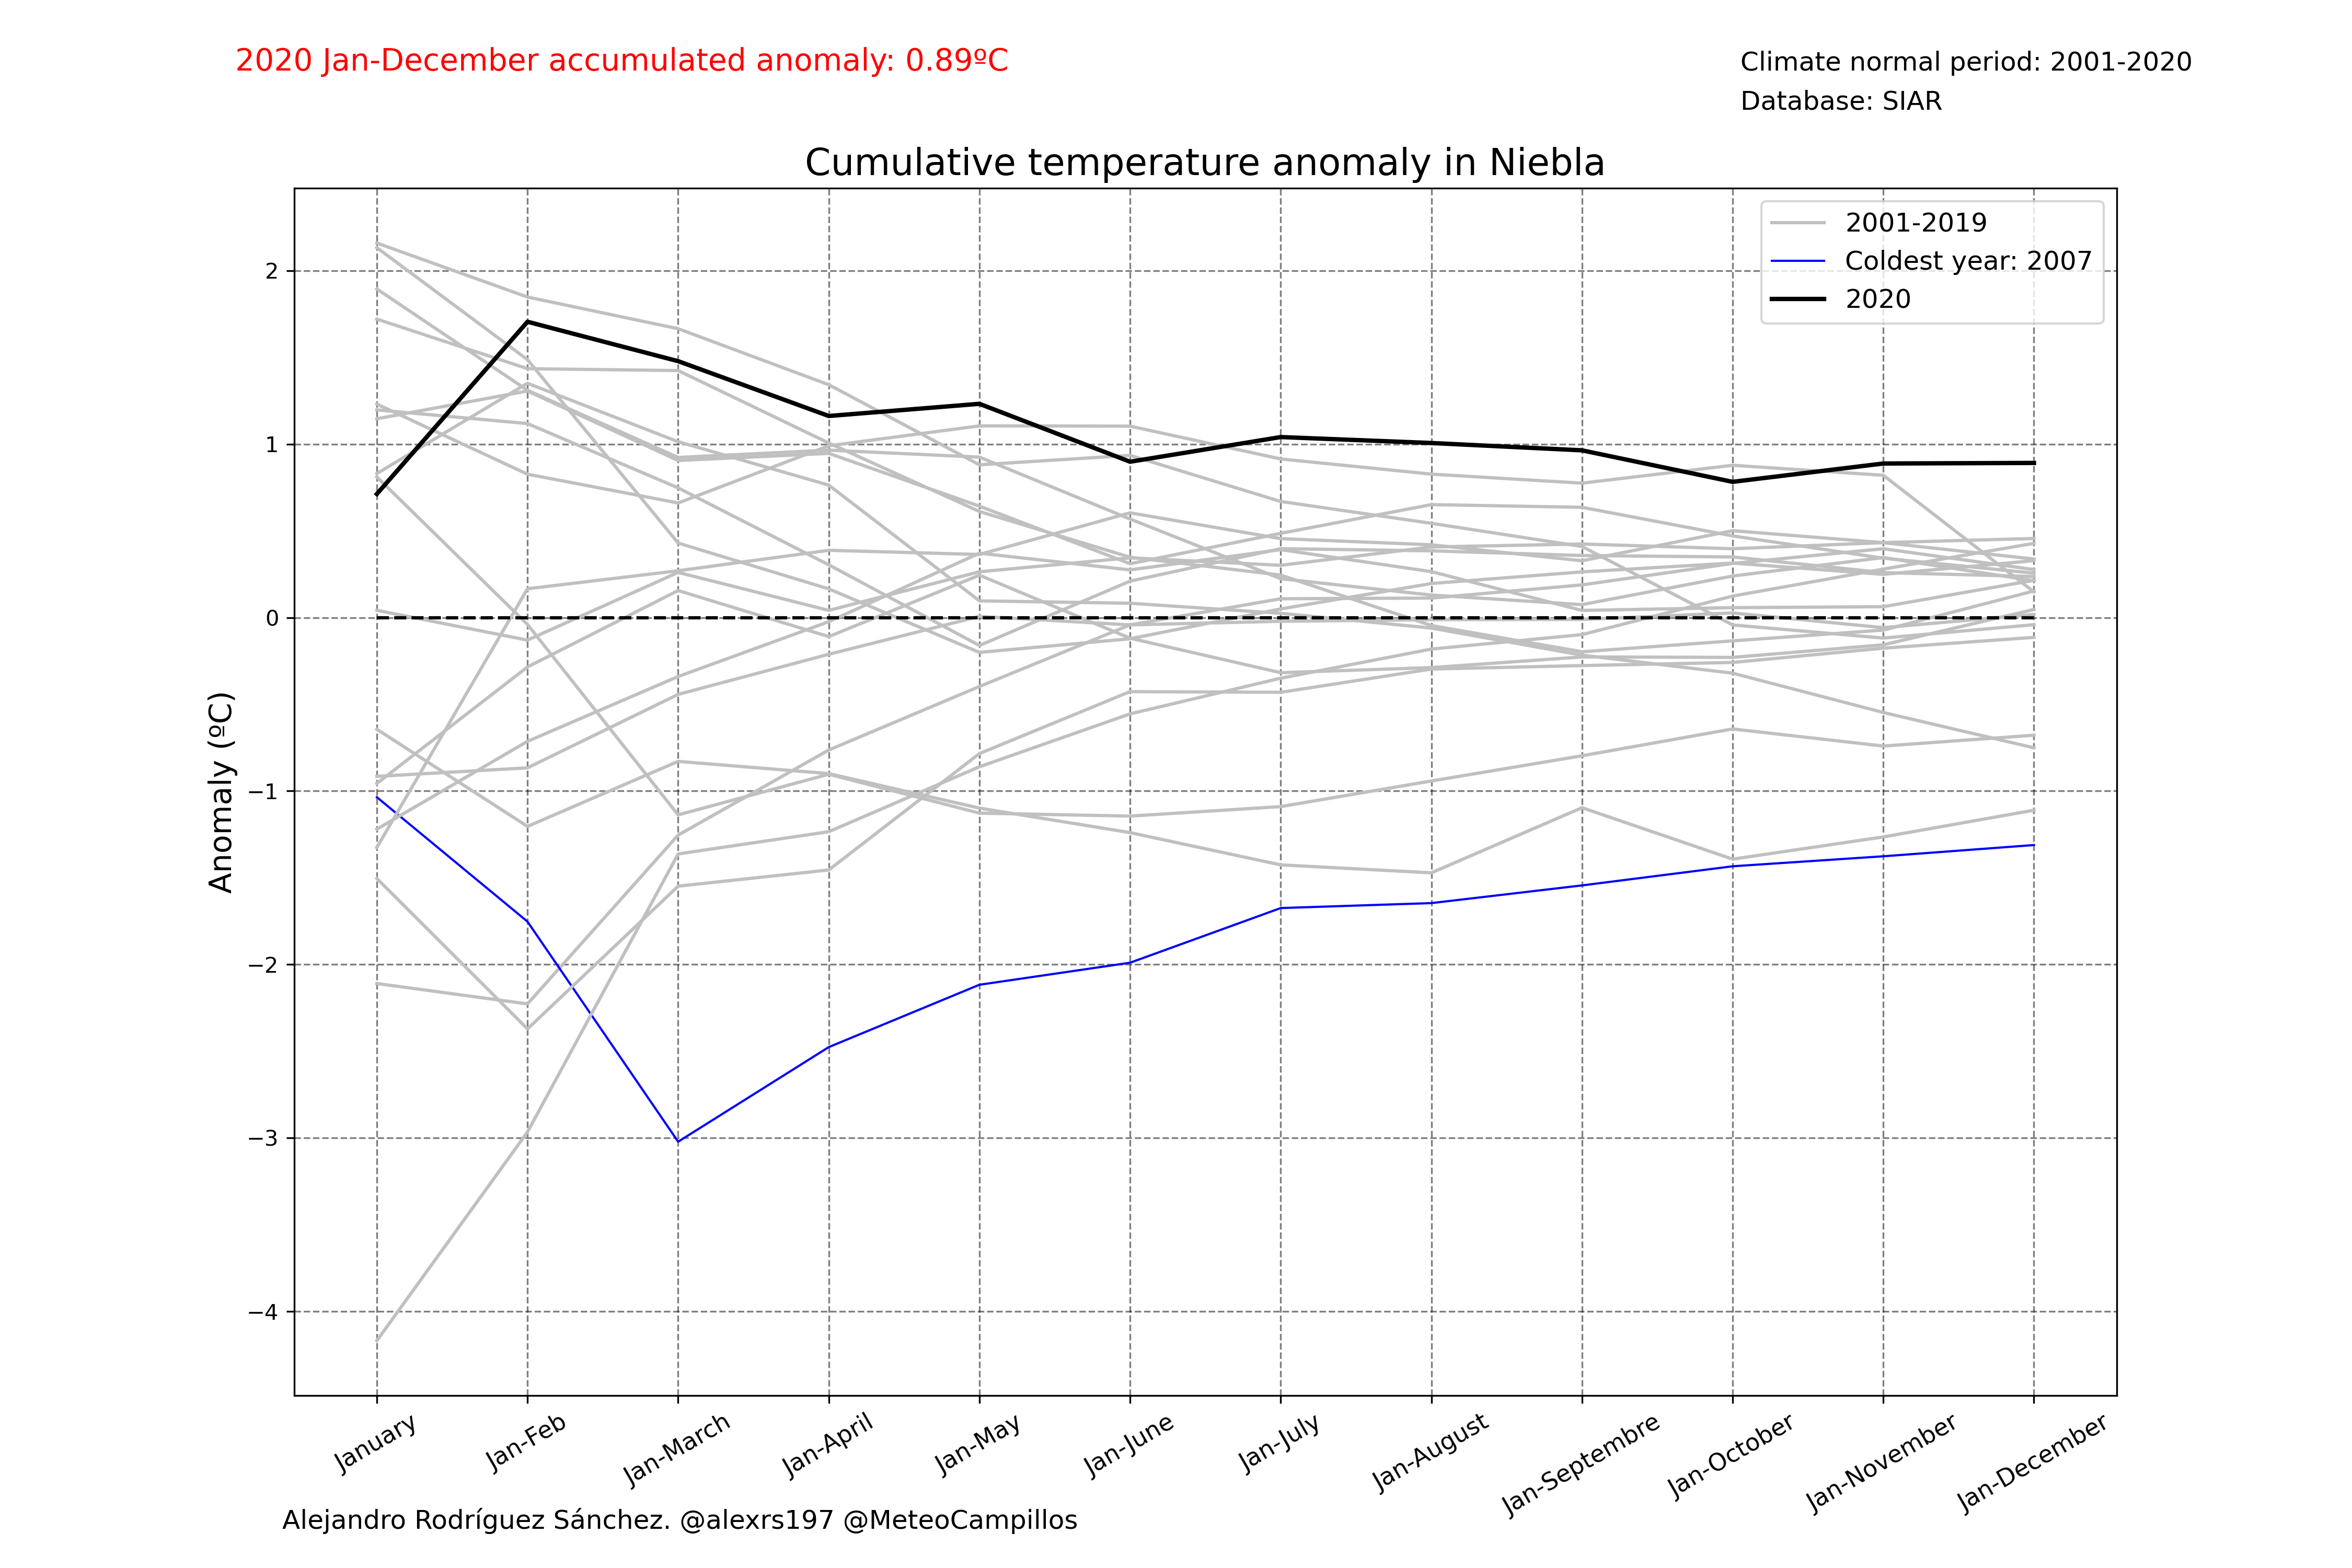 2020 Jan-December accumulated anomaly: 0.89ºC
Climate normal period: 2001-2020
Database: SIAR
Cumulative temperature anomaly in Niebla
2001-2019
Coldest year: 2007
2020
Anomaly (ºC)
2
1
0
−1
−2
−3
−4
January
Jan-Feb
Jan-March
Jan-April
Jan-May
Jan-June
Jan-July
Jan-August
Jan-Septembre
Jan-October
Jan-November
Jan-December
Alejandro Rodríguez Sánchez. @alexrs197 @MeteoCampillos